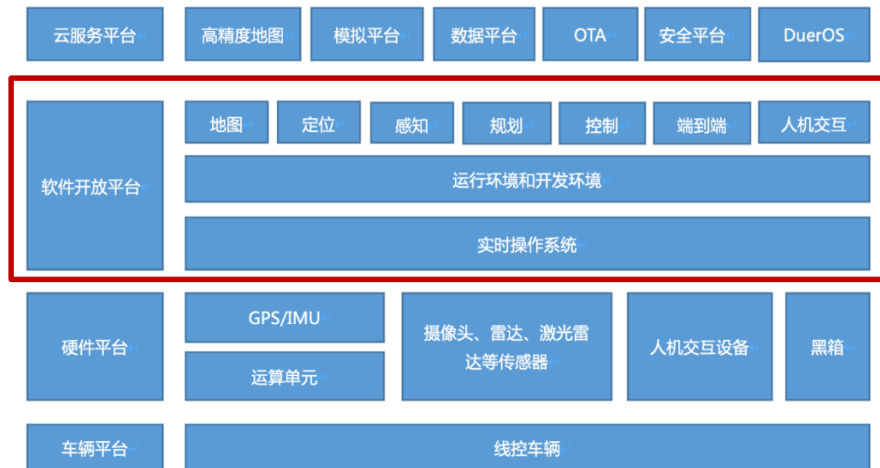 云服务平台
高精度地图
模拟平台
数据平台
OTA
安全平台
DuerOS
软件开放平台
地图
定位
感知
规划
控制
端到端
人机交互
运行环境和开发环境
实时操作系统
硬件平台
GPS/IMU
运算单元
摄像头、雷达、激光雷
达等传感器
人机交互设备
黑箱
车辆平台
线控车辆